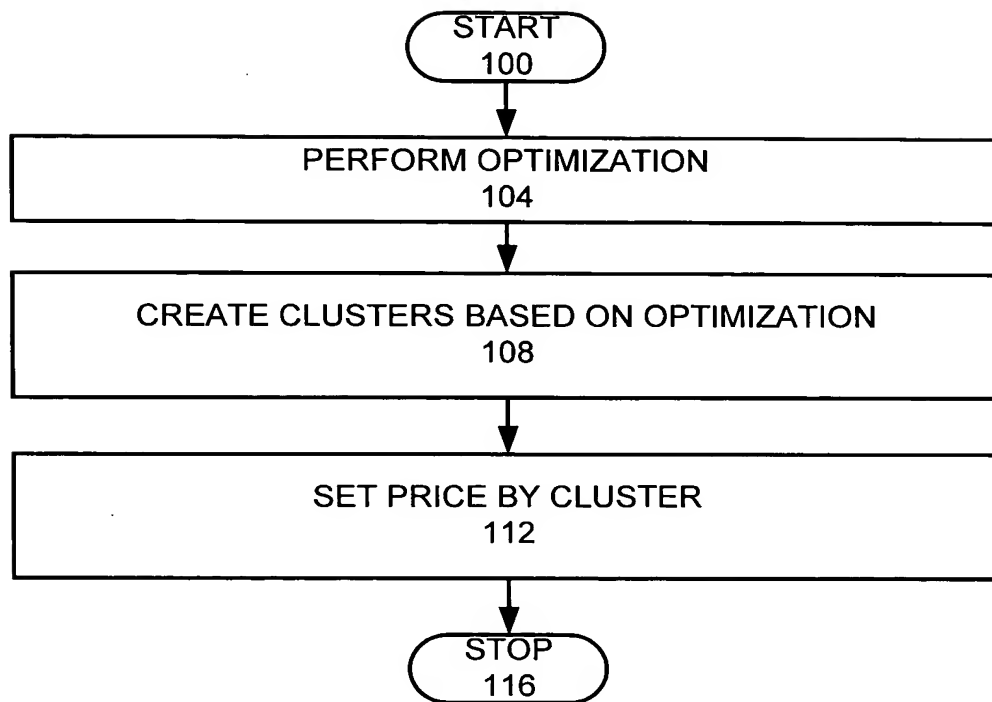 START
100
PERFORM OPTIMIZATION
104
CREATE CLUSTERS BASED ON OPTIMIZATION
108
SET PRICE BY CLUSTER
112
STOP
116